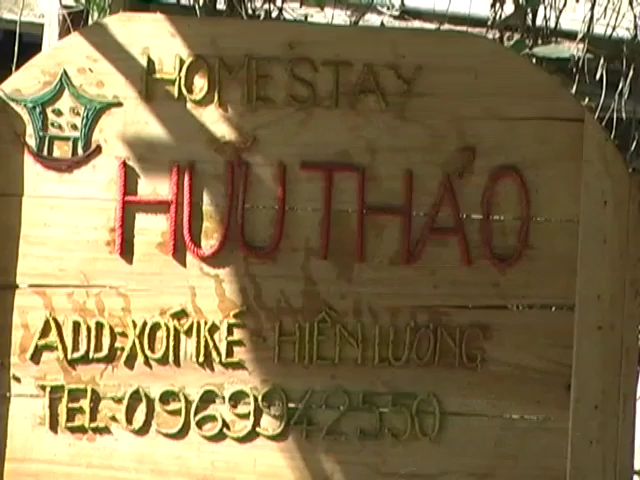 HOMESTAY
HỮU THẢO
ADD: XÓM KÉ HIỀN LƯƠNG
TEL: 0969942550